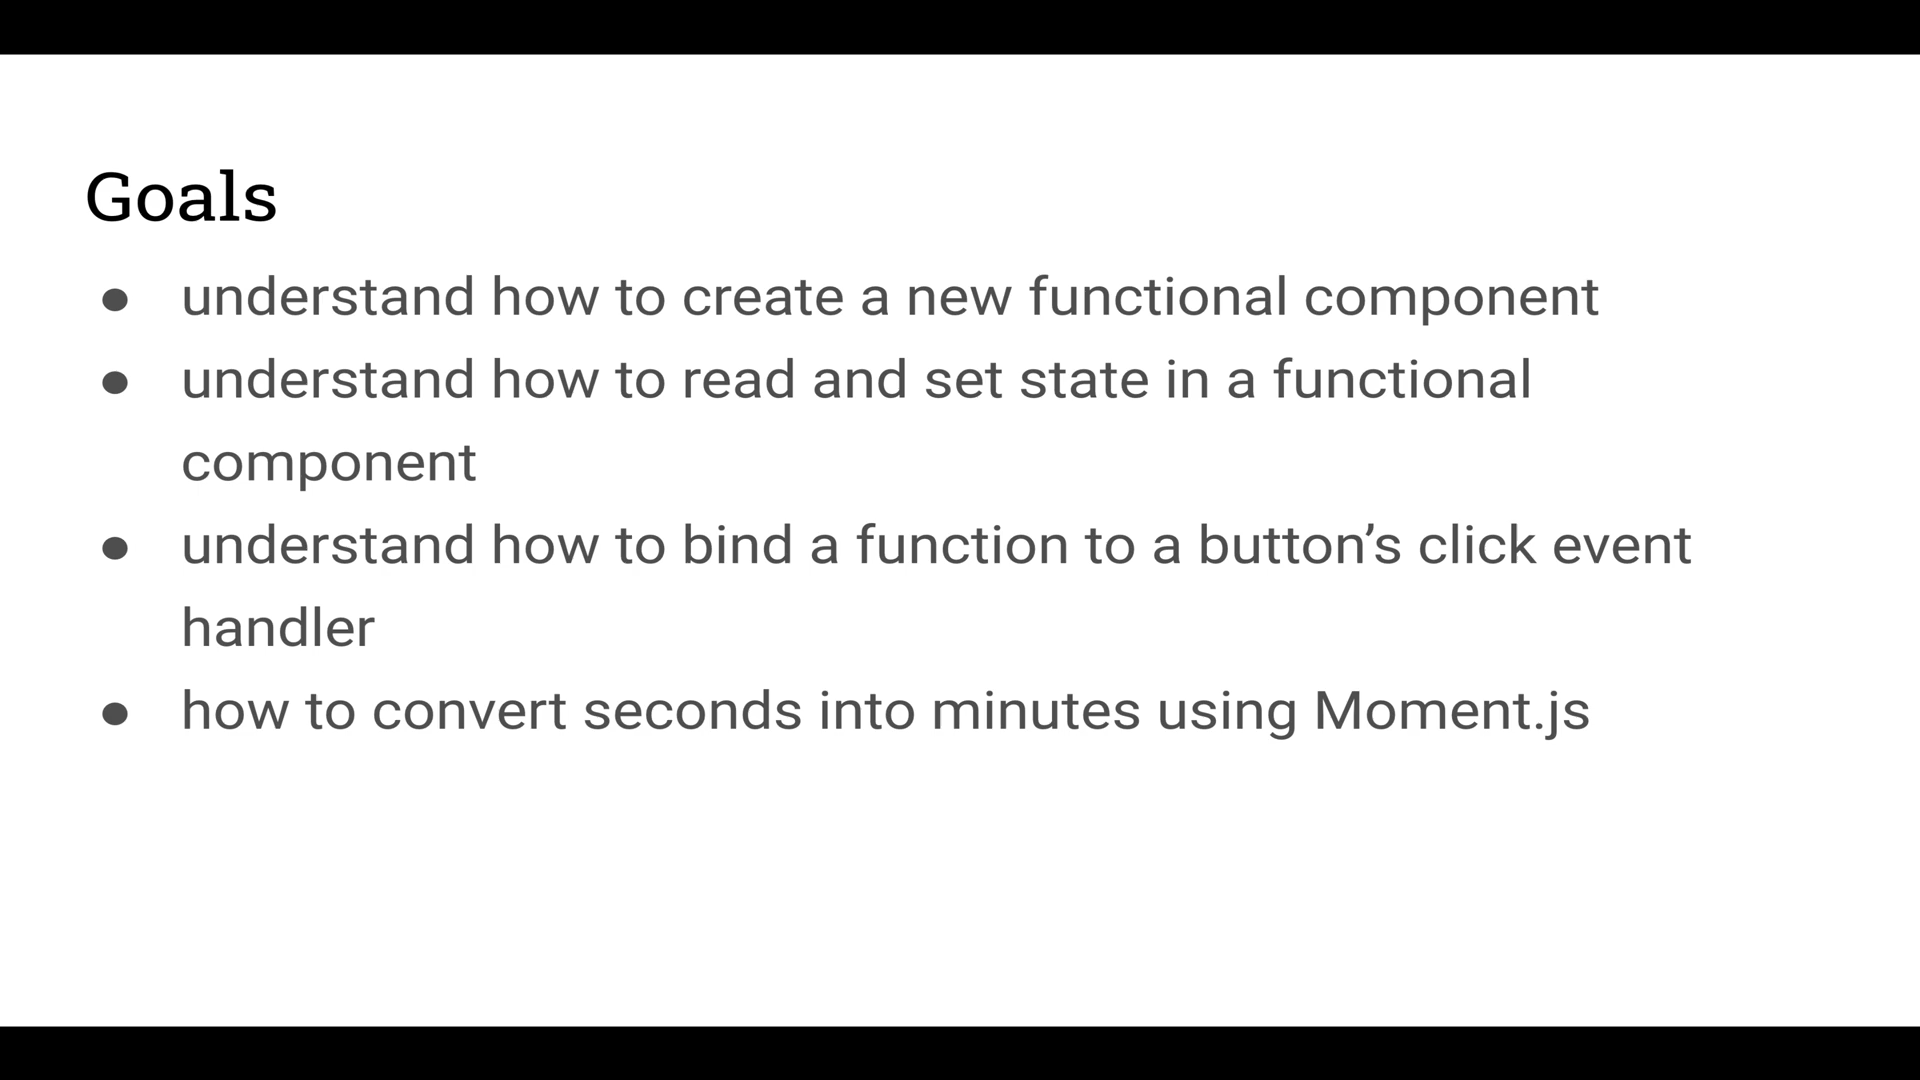 Goals
● understand how to create a new functional component
● understand how to read and set state in a functional
component
● understand how to bind a function to a button’s click event
handler
● how to convert seconds into minutes using Moment.js